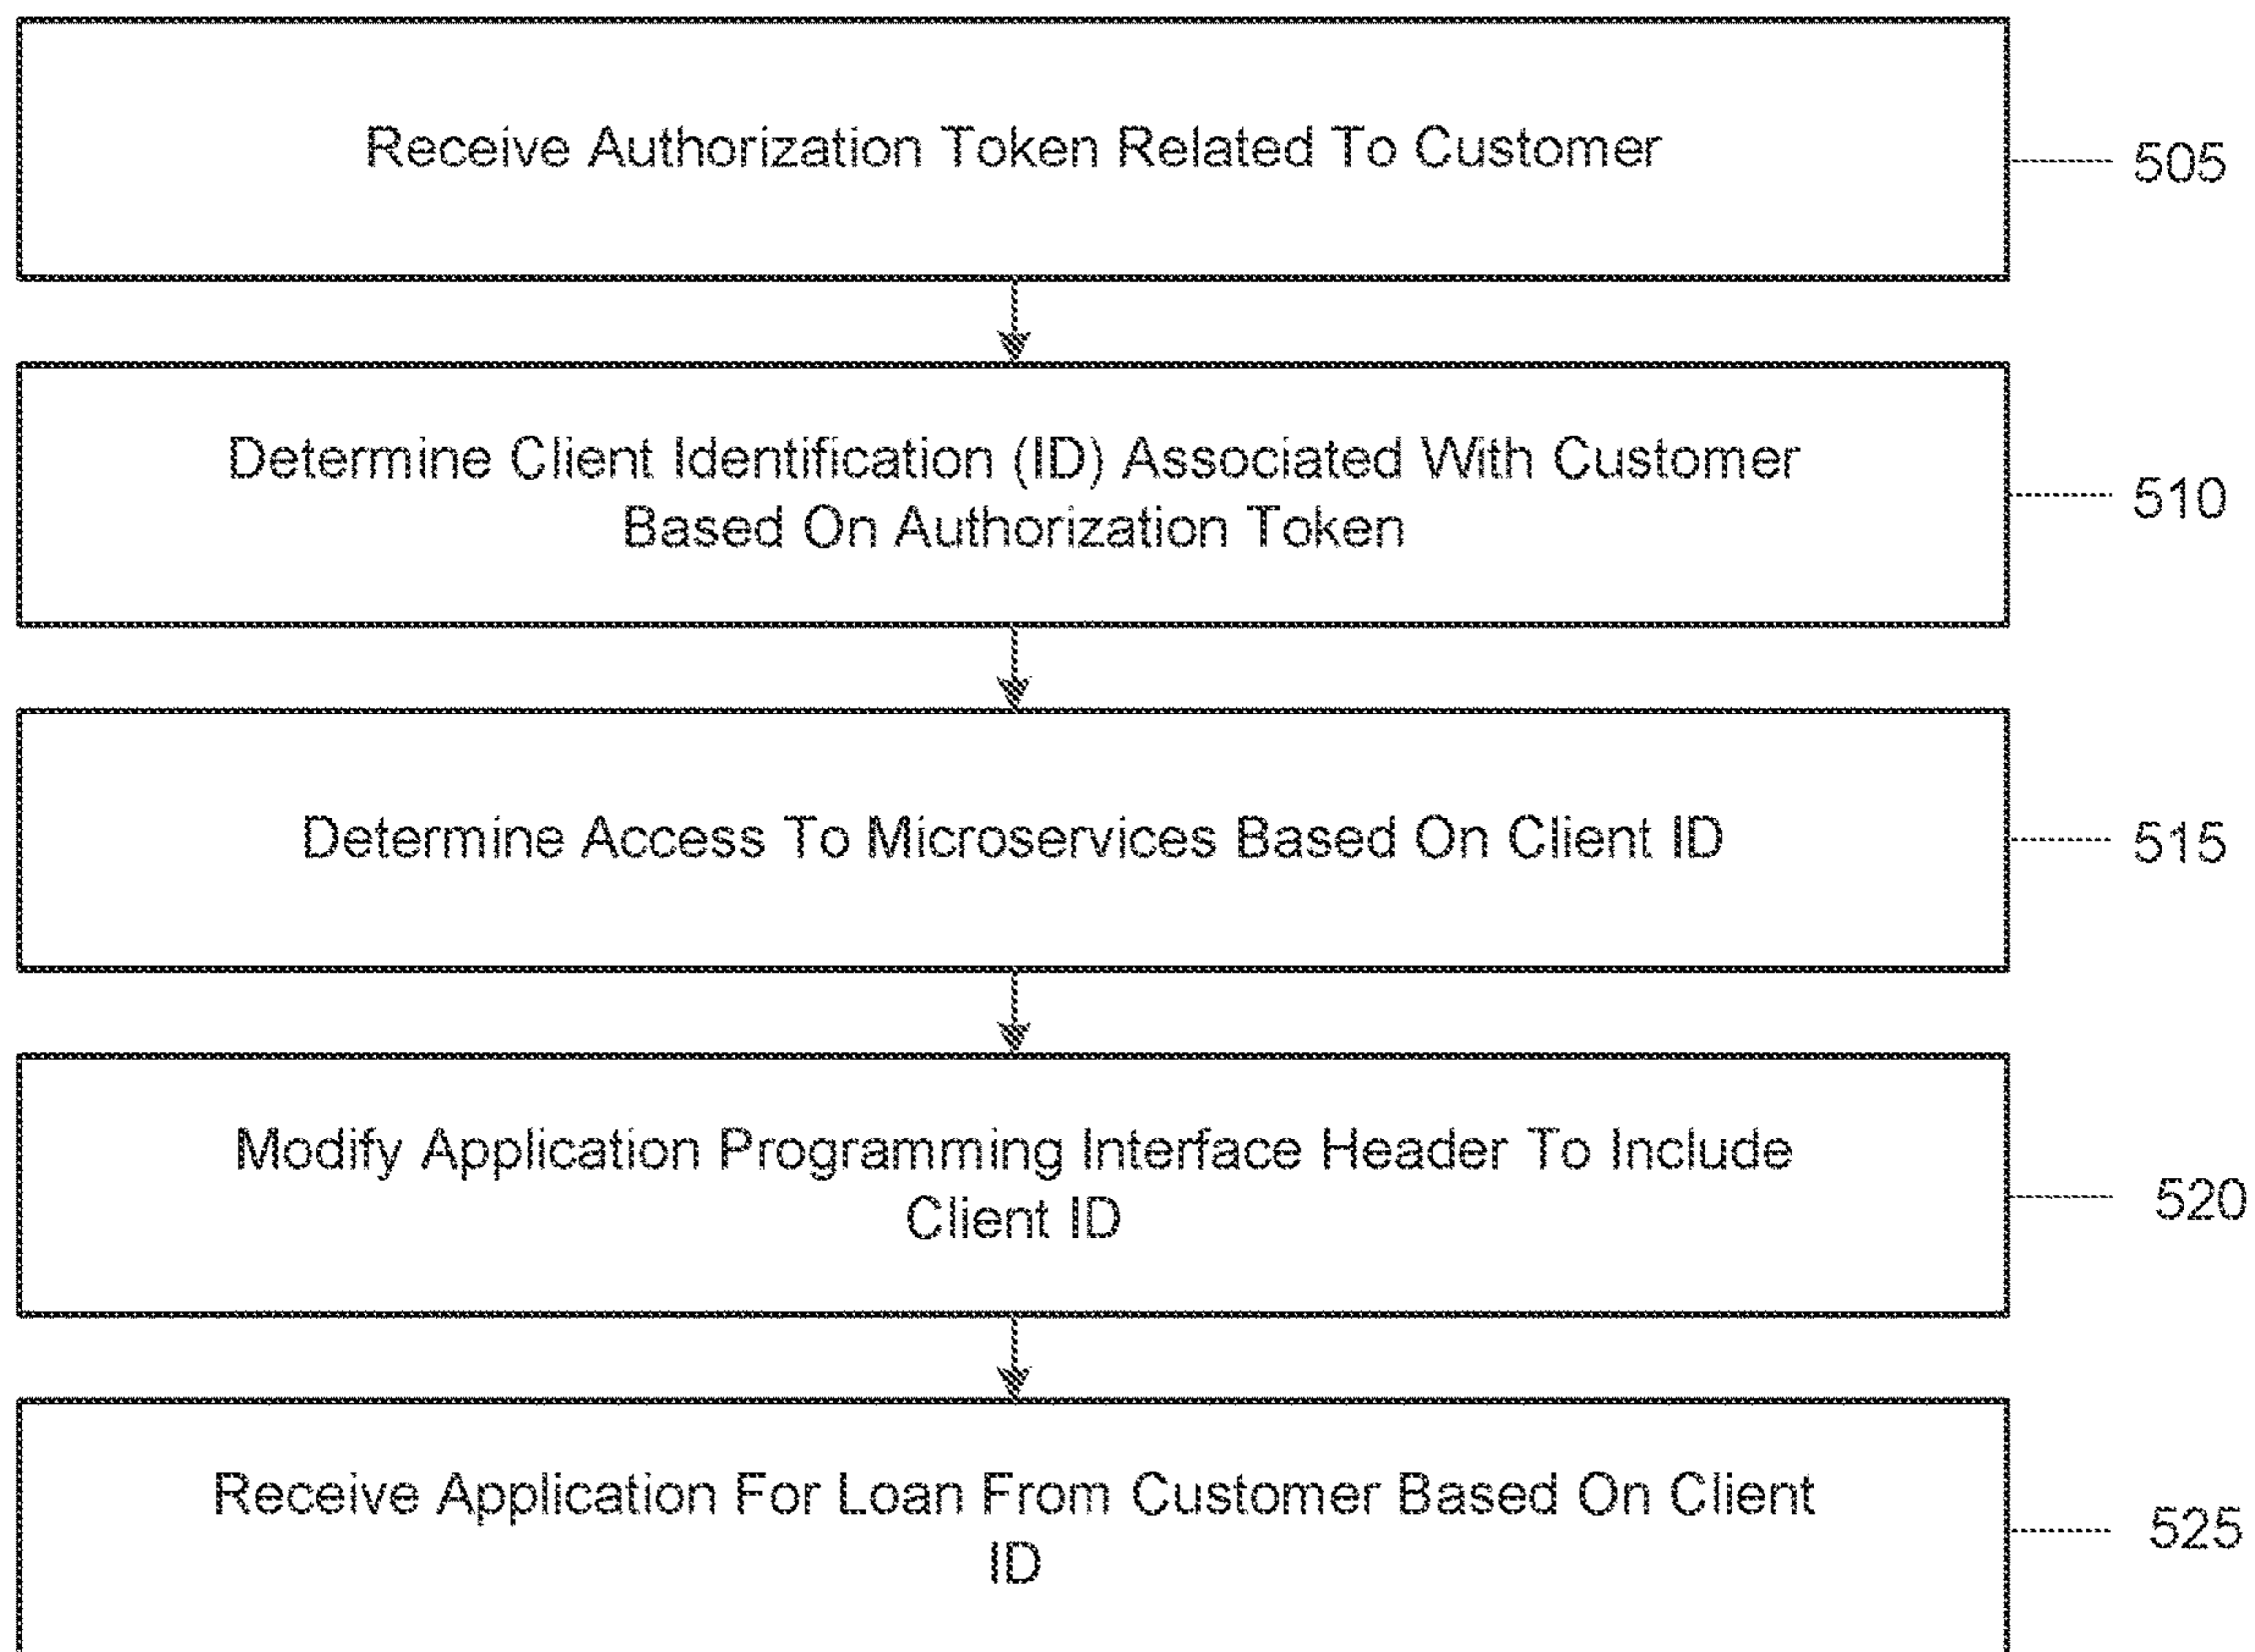 Receive Authorization Token Related To Customer
505
Determine Client Identification (ID) Associated With Customer
Based On Authorization Token
510
Determine Access To Microservices Based On Client ID
515
Modify Application Programming Interface Header To Include
Client ID
520
Receive Application For Loan From Customer Based On Client
ID
525